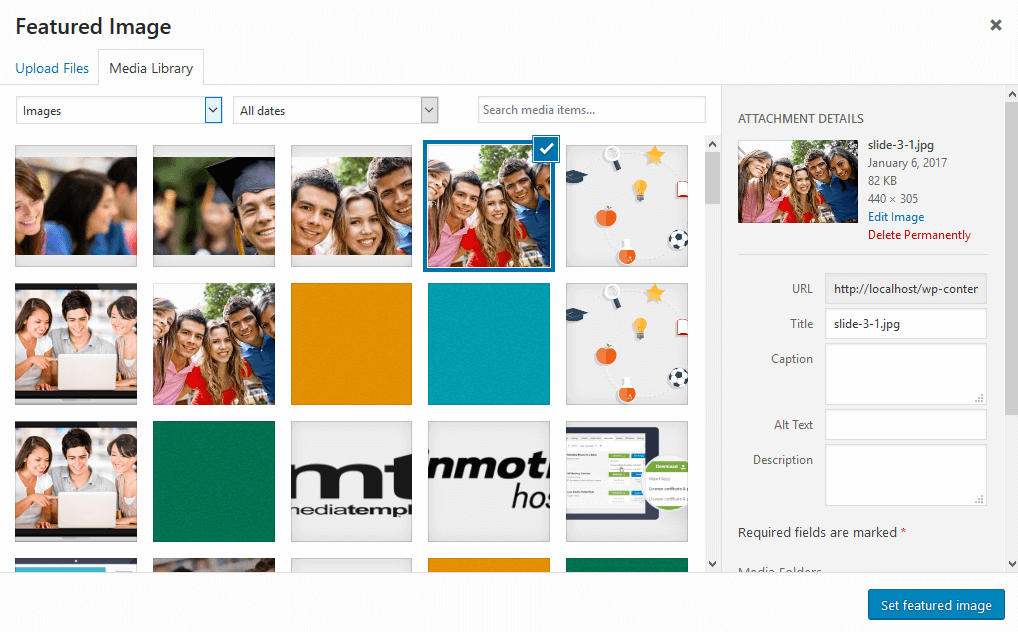 Featured Image
Upload Files
Media Library
Images
All dates
Search media items...
mt
mediatempl
inmoti
hos
Download
ATTACHMENT DETAILS
slide-3-1.jpg
January 6, 2017
82 KB
440 × 305
Edit Image
Delete Permanently
URL http://localhost/wp-conter
Title slide-3-1.jpg
Caption
Alt Text
Description
Required fields are marked *
Media Folders
Set featured image